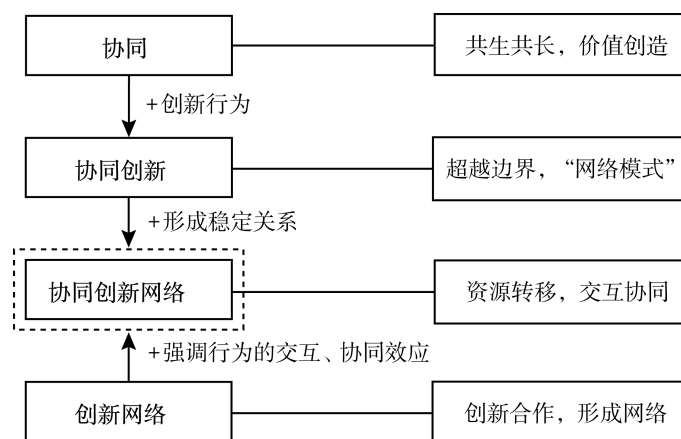 协同
共生共长，价值创造
+创新行为
协同创新
超越边界，“网络模式”
+形成稳定关系
协同创新网络
资源转移，交互协同
+强调行为的交互、协同效应
创新网络
创新合作，形成网络